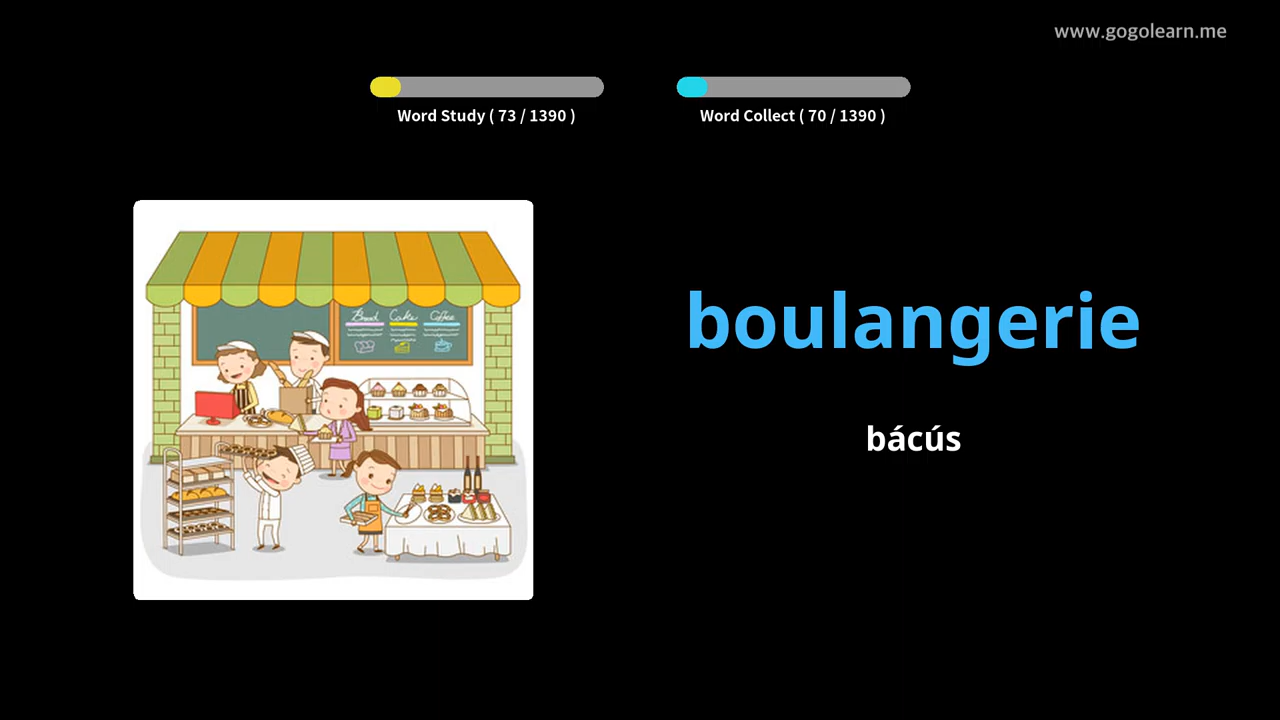 www.gogolearn.me
Word Study ( 73 / 1390 )
Word Collect ( 70 / 1390 )
Bread Cake Coffee
boulangerie
bácús